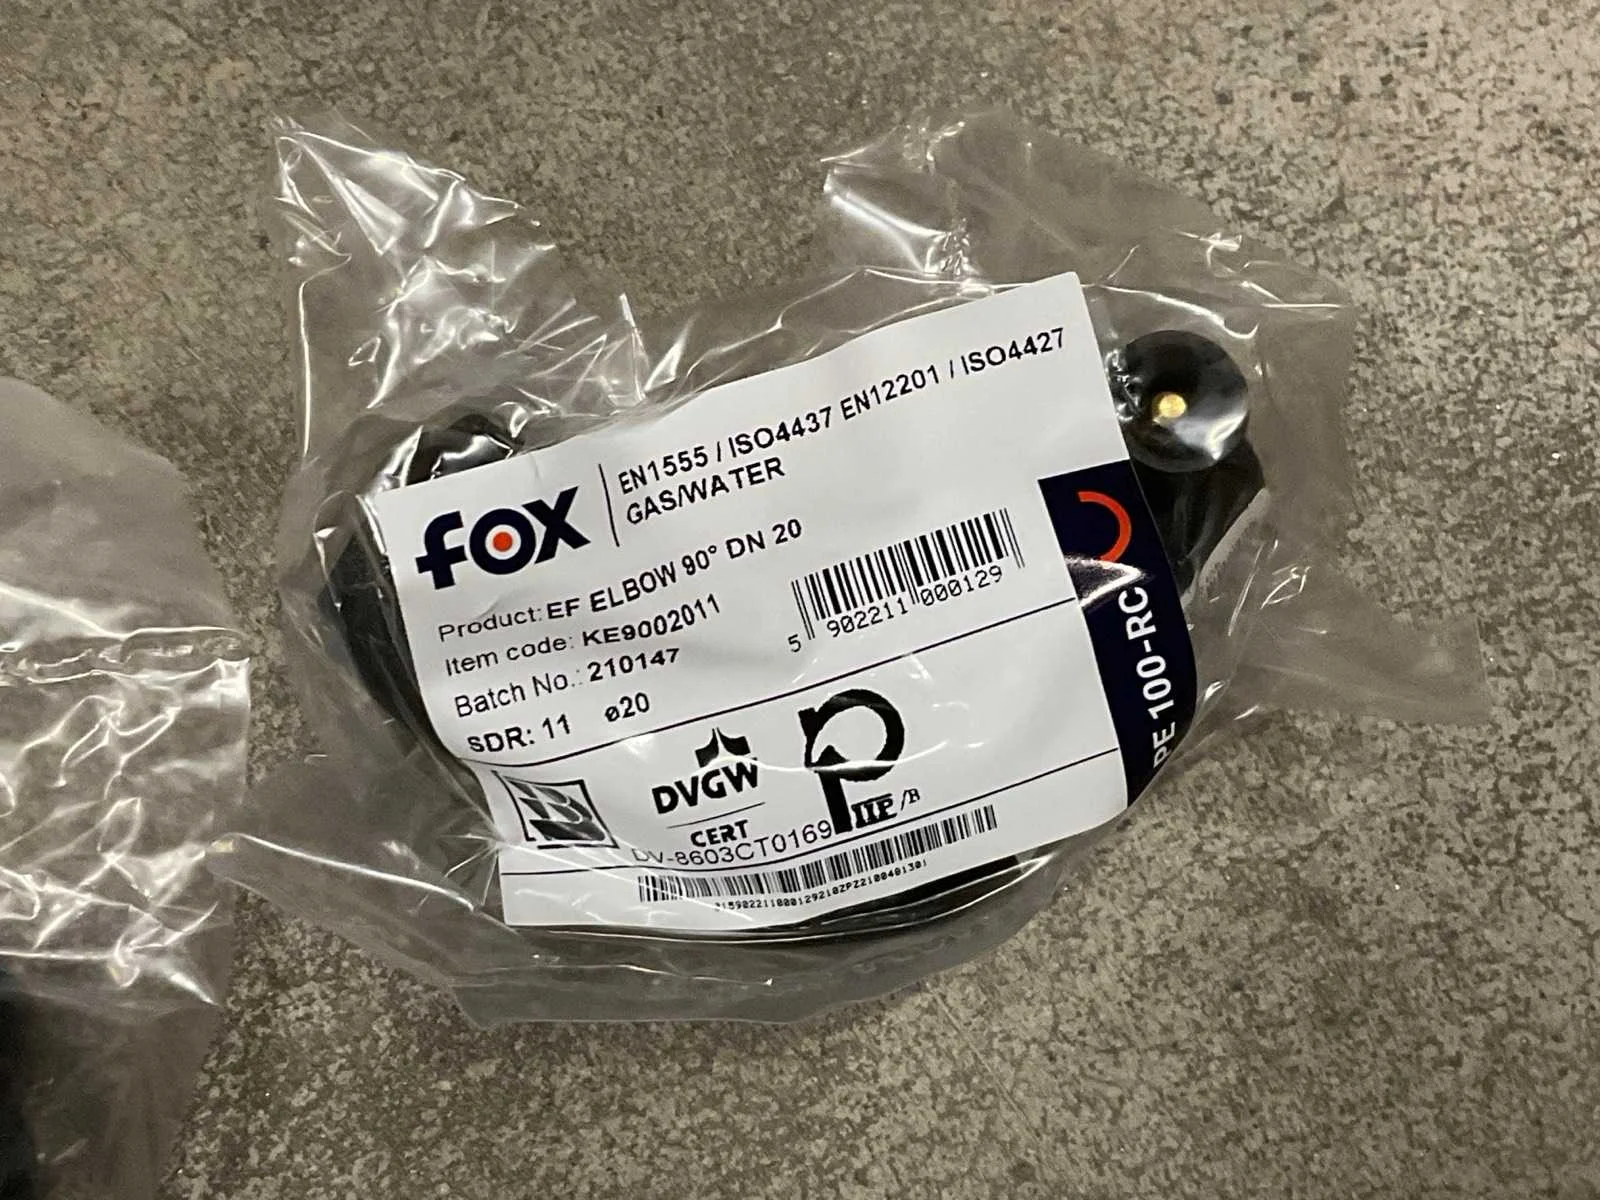 fox
EN1555 / ISO4437 EN12201 / ISO4427
GAS/WATER
Product: EF ELBOW 90° DN 20
Item code: KE9002011
Batch No.: 210147
SDR: 11 ø20
5 902211 000129
PE 100-RC
DVGW
CERT
DV-8603CT0169
IIP/B